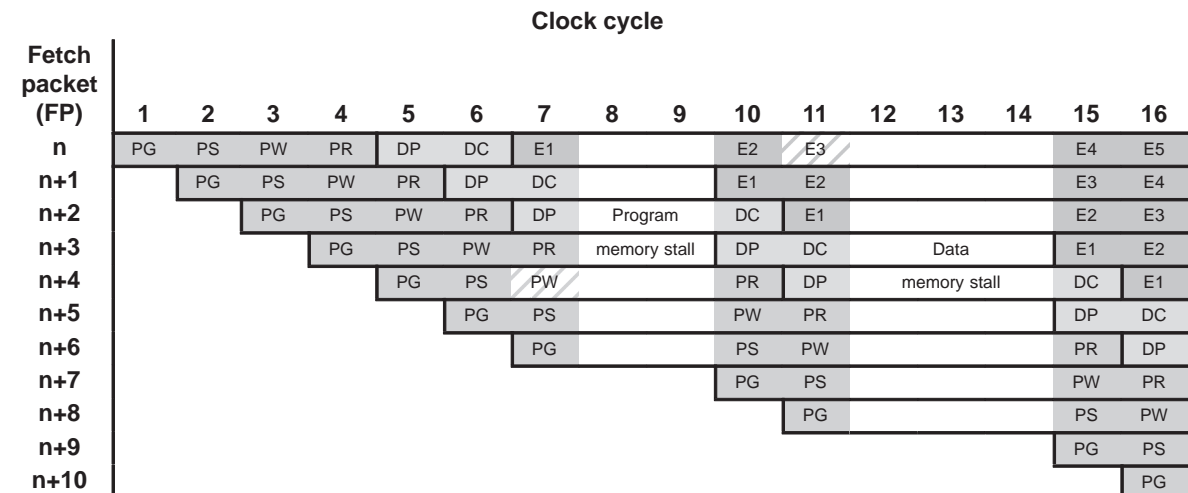 Clock cycle
Fetch
packet
(FP) 1 2 3 4 5 6 7 8 9 10 11 12 13 14 15 16
n PG PS PW PR DP DC E1 E2 E3 E4 E5
n+1 PG PS PW PR DP DC E1 E2 E3 E4
n+2 PG PS PW PR DP Program DC E1 E2 E3
n+3 PG PS PW PR memory stall DP DC Data E1 E2
n+4 PG PS PW PR DP memory stall DC E1
n+5 PG PS PW PR DP DC
n+6 PG PS PW PR DP
n+7 PG PS PW PR
n+8 PG PS PW
n+9 PG PS
n+10 PG